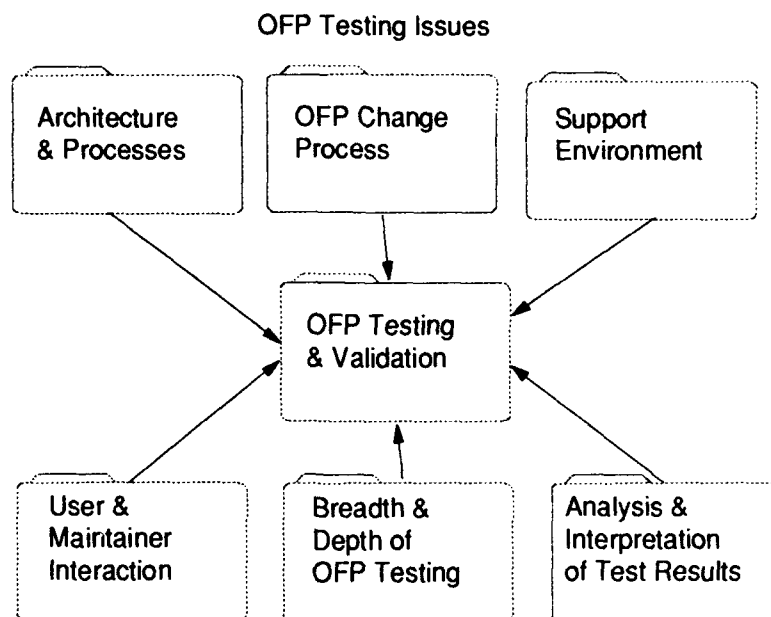 OFP Testing Issues
Architecture
& Processes
OFP Change
Process
Support
Environment
OFP Testing
& Validation
User &
Maintainer
Interaction
Breadth &
Depth of
OFP Testing
Analysis &
Interpretation
of Test Results